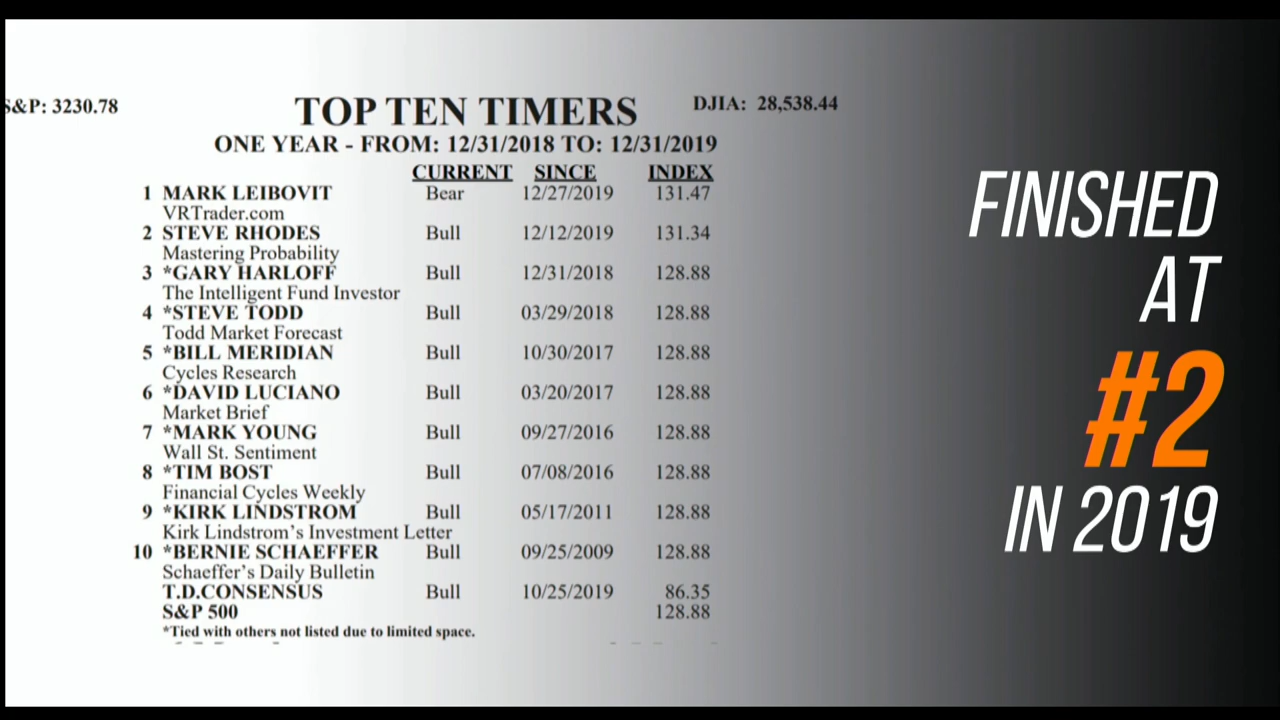 S&P: 3230.78
TOP TEN TIMERS
DJIA: 28,538.44
ONE YEAR - FROM: 12/31/2018 TO: 12/31/2019
CURRENT SINCE INDEX
1 MARK LEIBOVIT Bear 12/27/2019 131.47
VRTrader.com
2 STEVE RHODES Bull 12/12/2019 131.34
Mastering Probability
3 *GARY HARLOFF Bull 12/31/2018 128.88
The Intelligent Fund Investor
4 *STEVE TODD Bull 03/29/2018 128.88
Todd Market Forecast
5 *BILL MERIDIAN Bull 10/30/2017 128.88
Cycles Research
6 *DAVID LUCIANO Bull 03/20/2017 128.88
Market Brief
7 *MARK YOUNG Bull 09/27/2016 128.88
Wall St. Sentiment
8 *TIM BOST Bull 07/08/2016 128.88
Financial Cycles Weekly
9 *KIRK LINDSTROM Bull 05/17/2011 128.88
Kirk Lindstrom's Investment Letter
10 *BERNIE SCHAEFFER Bull 09/25/2009 128.88
Schaeffer's Daily Bulletin
T.D.CONSENSUS Bull 10/25/2019 86.35
S&P 500 128.88
*Tied with others not listed due to limited space.
FINISHED
AT
#2
IN 2019